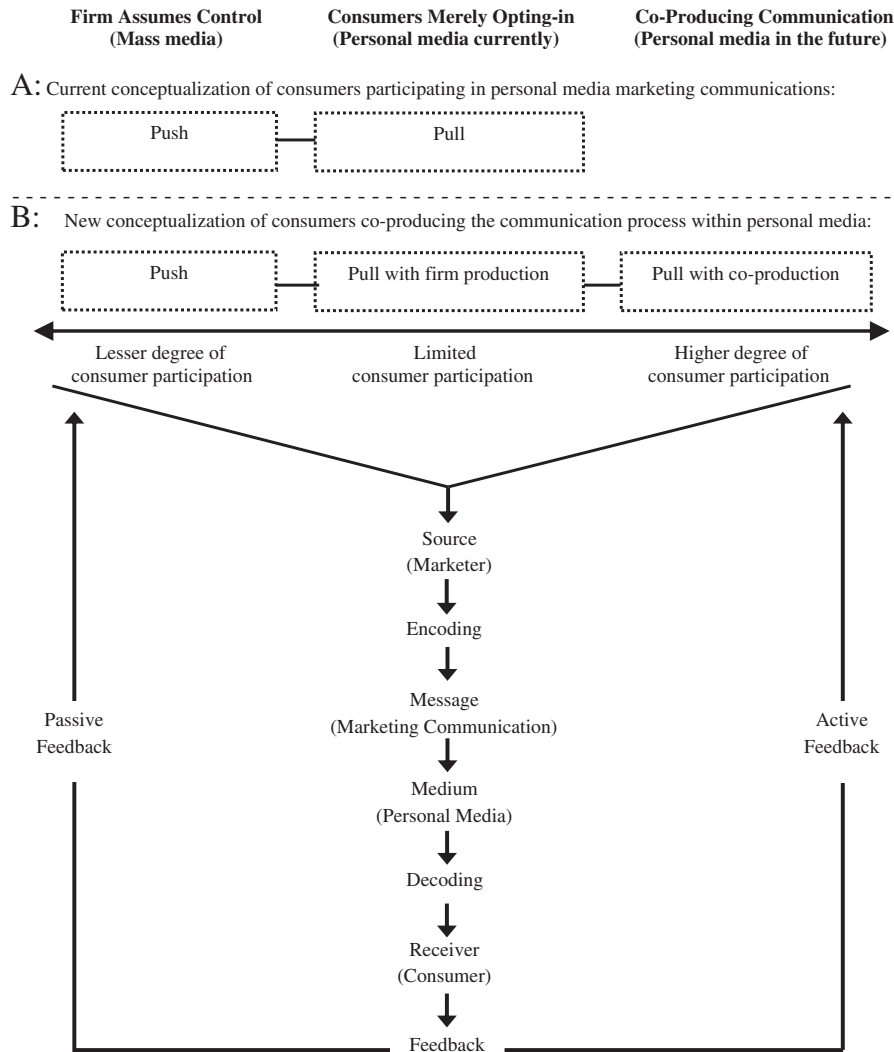 Firm Assumes Control Consumers Merely Opting-in Co-Producing Communication
(Mass media) (Personal media currently) (Personal media in the future)
A: Current conceptualization of consumers participating in personal media marketing communications:
Push Pull
B: New conceptualization of consumers co-producing the communication process within personal media:
Push Pull with firm production Pull with co-production
Lesser degree of Limited Higher degree of
consumer participation consumer participation consumer participation
Source
(Marketer)
Encoding
Message
(Marketing Communication)
Passive
Feedback
Active
Feedback
Medium
(Personal Media)
Decoding
Receiver
(Consumer)
Feedback